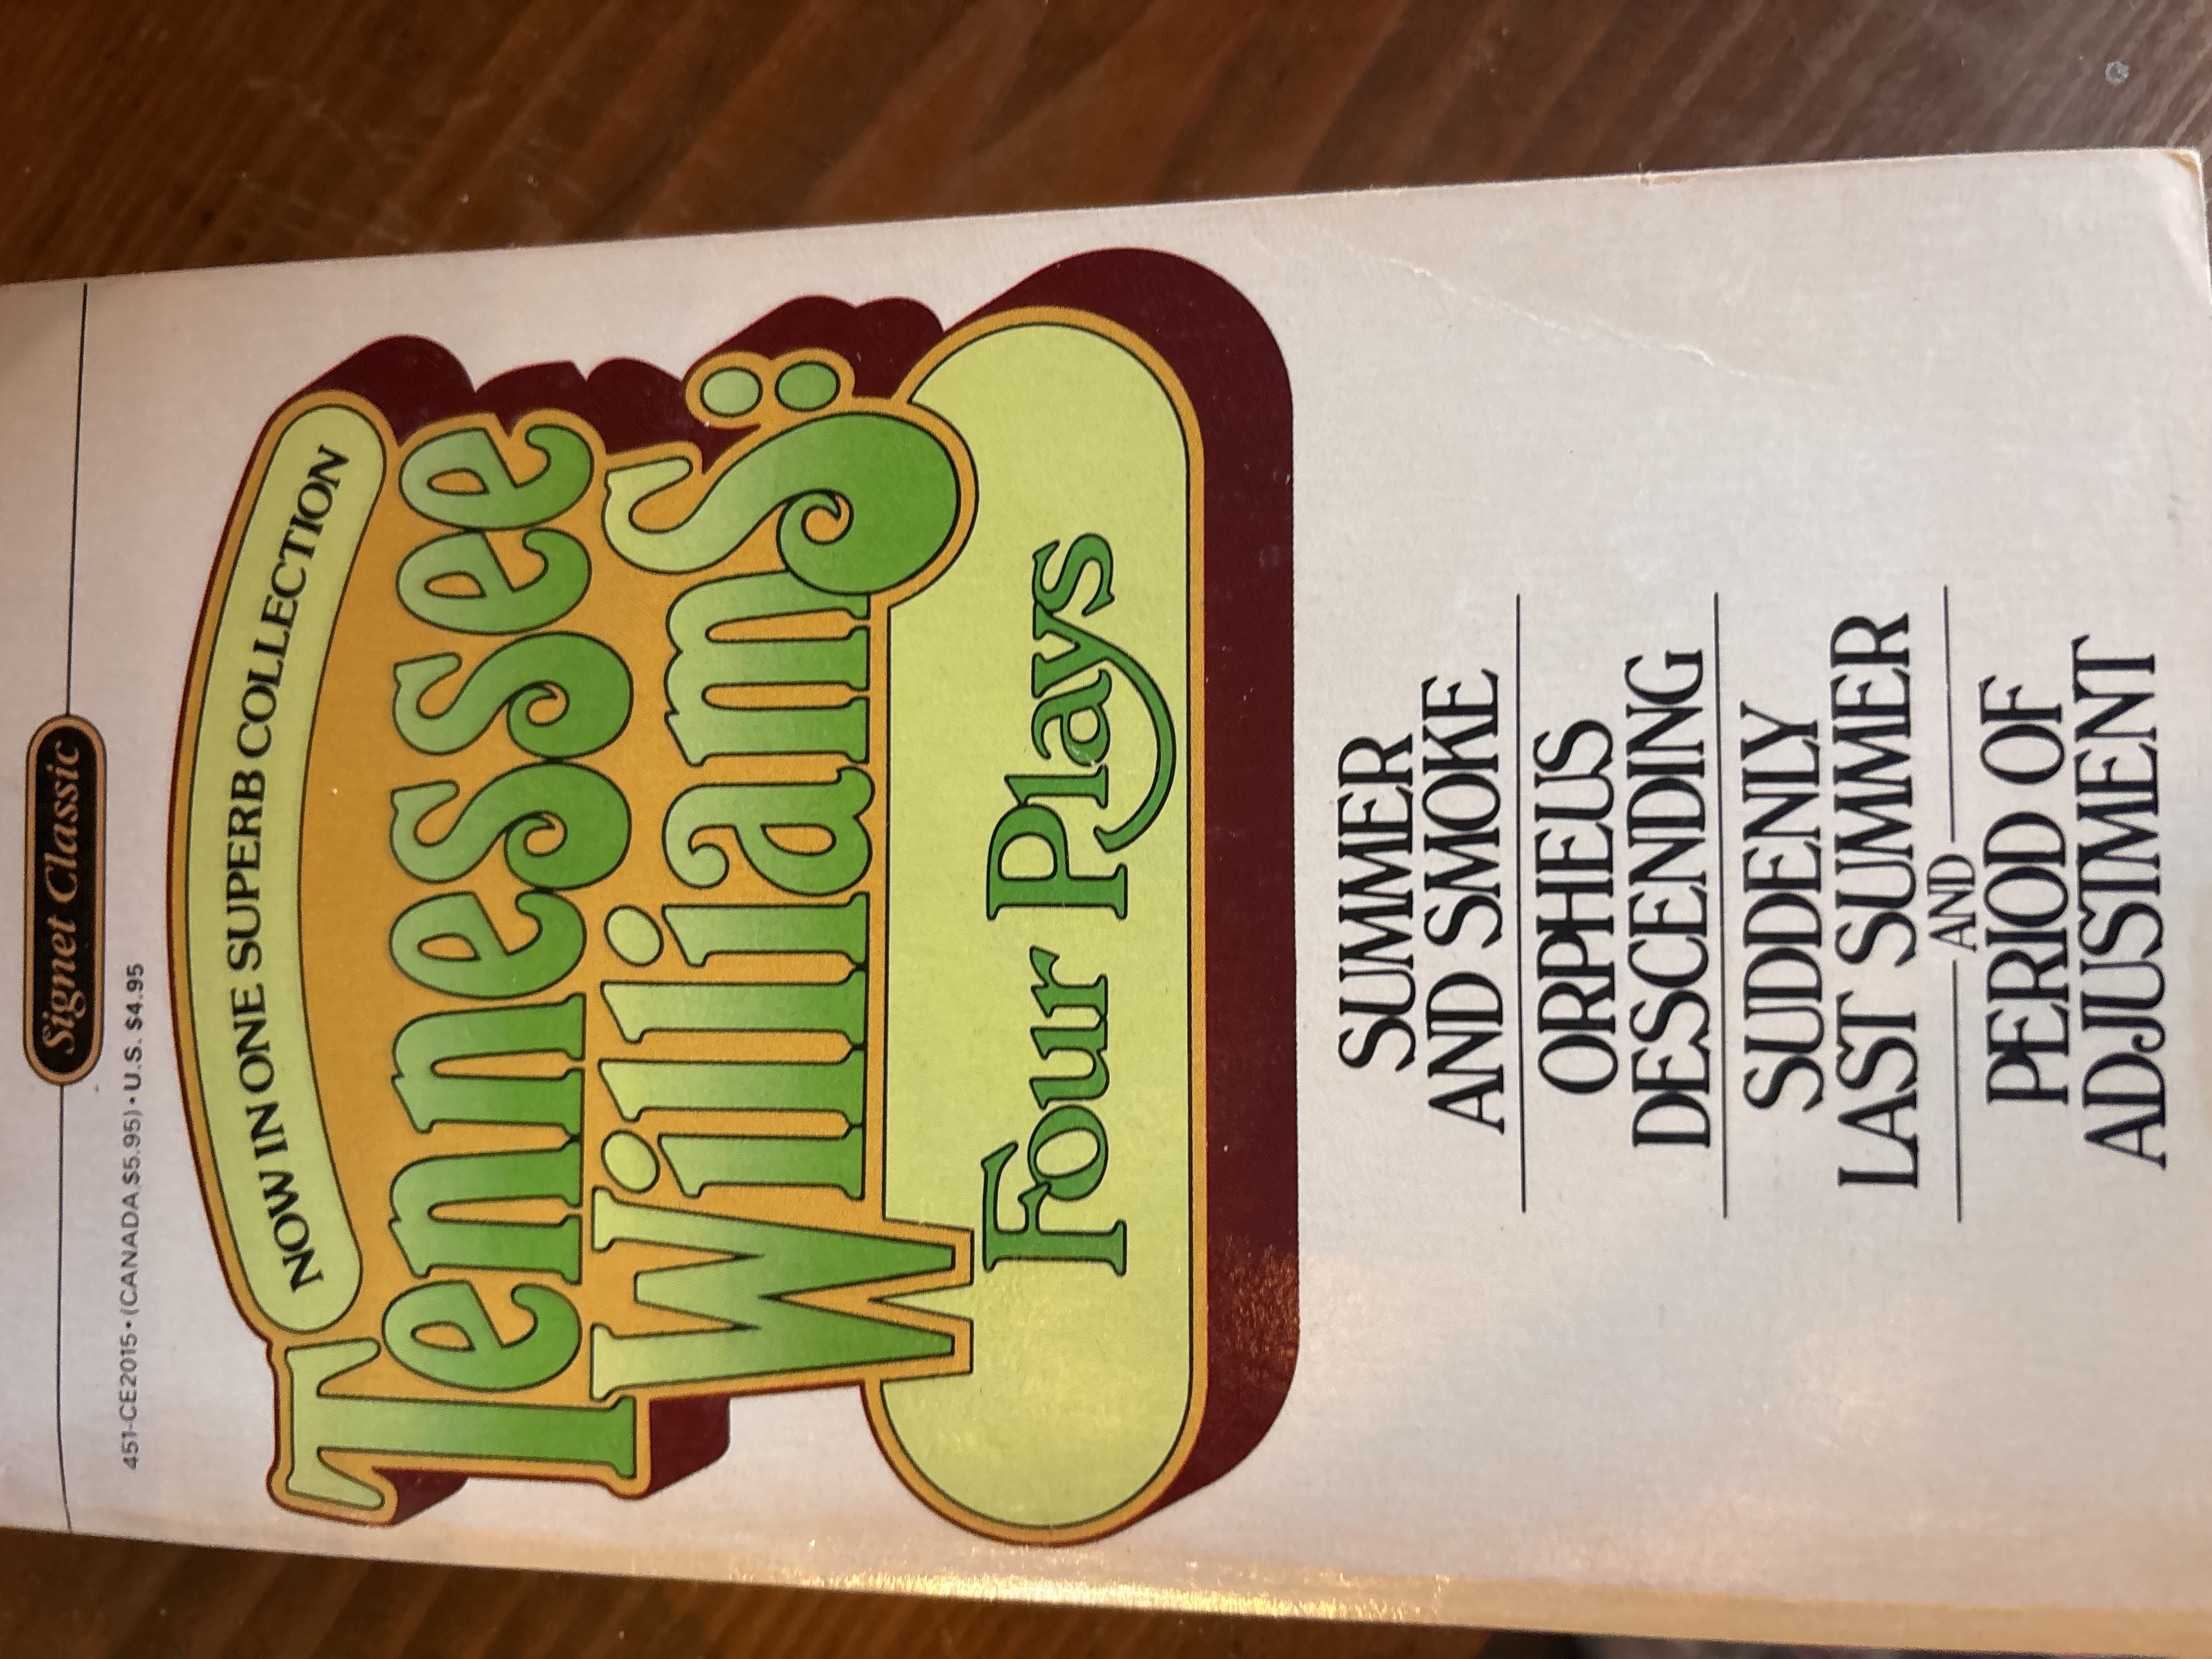 Signet Classic
451-CE2015 • (CANADA $5.95) • U.S. $4.95
NOW IN ONE SUPERB COLLECTION
Tennessee
Williams:
Four Plays
SUMMER
AND SMOKE
ORPHEUS
DESCENDING
SUDDENLY
LAST SUMMER
AND
PERIOD OF
ADJUSTMENT